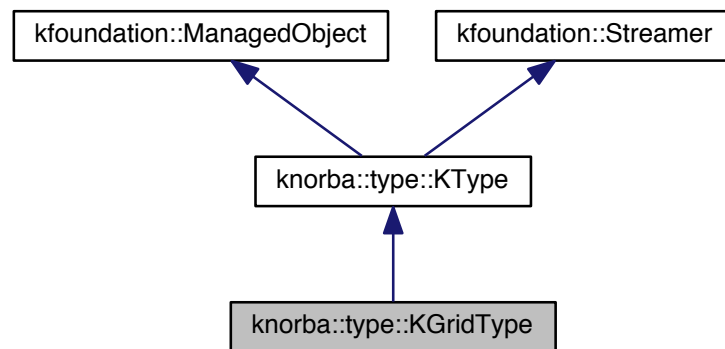 kfoundation::ManagedObject
kfoundation::Streamer
knorba::type::KType
knorba::type::KGridType